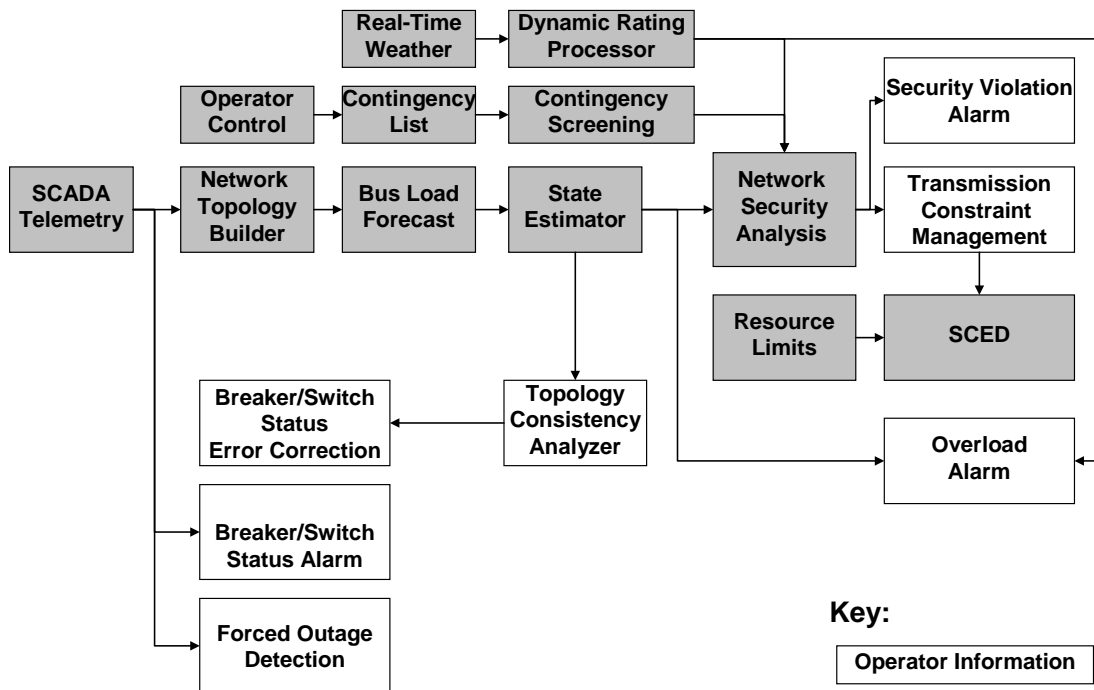 Real-Time
Weather
Dynamic Rating
Processor
Operator
Control
Contingency
List
Contingency
Screening
Security Violation
Alarm
SCADA
Telemetry
Network
Topology
Builder
Bus Load
Forecast
State
Estimator
Network
Security
Analysis
Transmission
Constraint
Management
Resource
Limits
SCED
Breaker/Switch
Status
Error Correction
Topology
Consistency
Analyzer
Overload
Alarm
Breaker/Switch
Status Alarm
Forced Outage
Detection
Key:
Operator Information